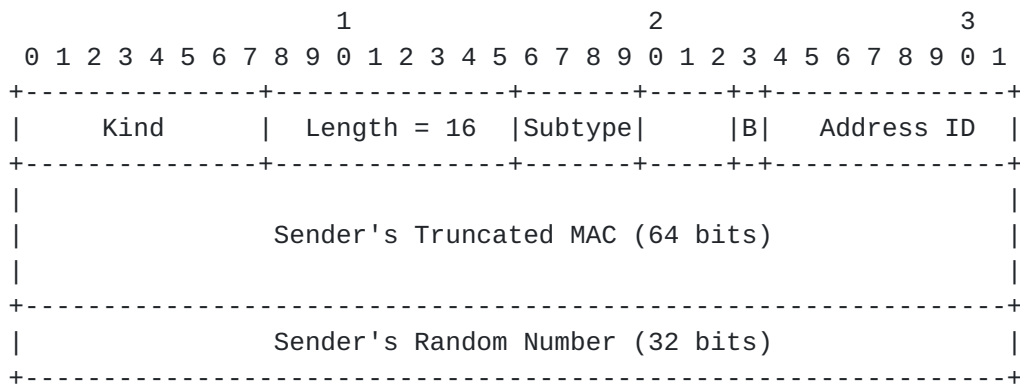 1                   2                   3
 0 1 2 3 4 5 6 7 8 9 0 1 2 3 4 5 6 7 8 9 0 1 2 3 4 5 6 7 8 9 0 1
+---------------+---------------+-------+-----+-+---------------+
|     Kind      |  Length = 16  |Subtype|     |B|   Address ID  |
+---------------+---------------+-------+-----+-+---------------+
|                                                               |
|                Sender's Truncated MAC (64 bits)               |
|                                                               |
+---------------------------------------------------------------+
|                Sender's Random Number (32 bits)               |
+---------------------------------------------------------------+